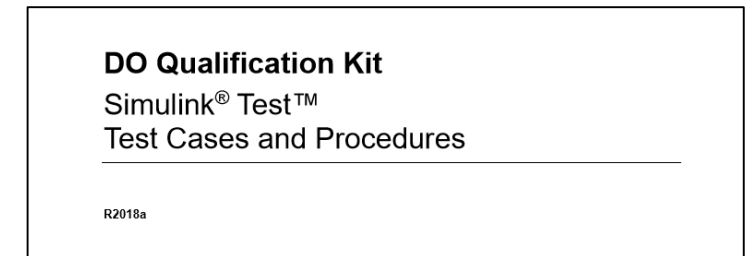 DO Qualification Kit
Simulink® Test™
Test Cases and Procedures
R2018a